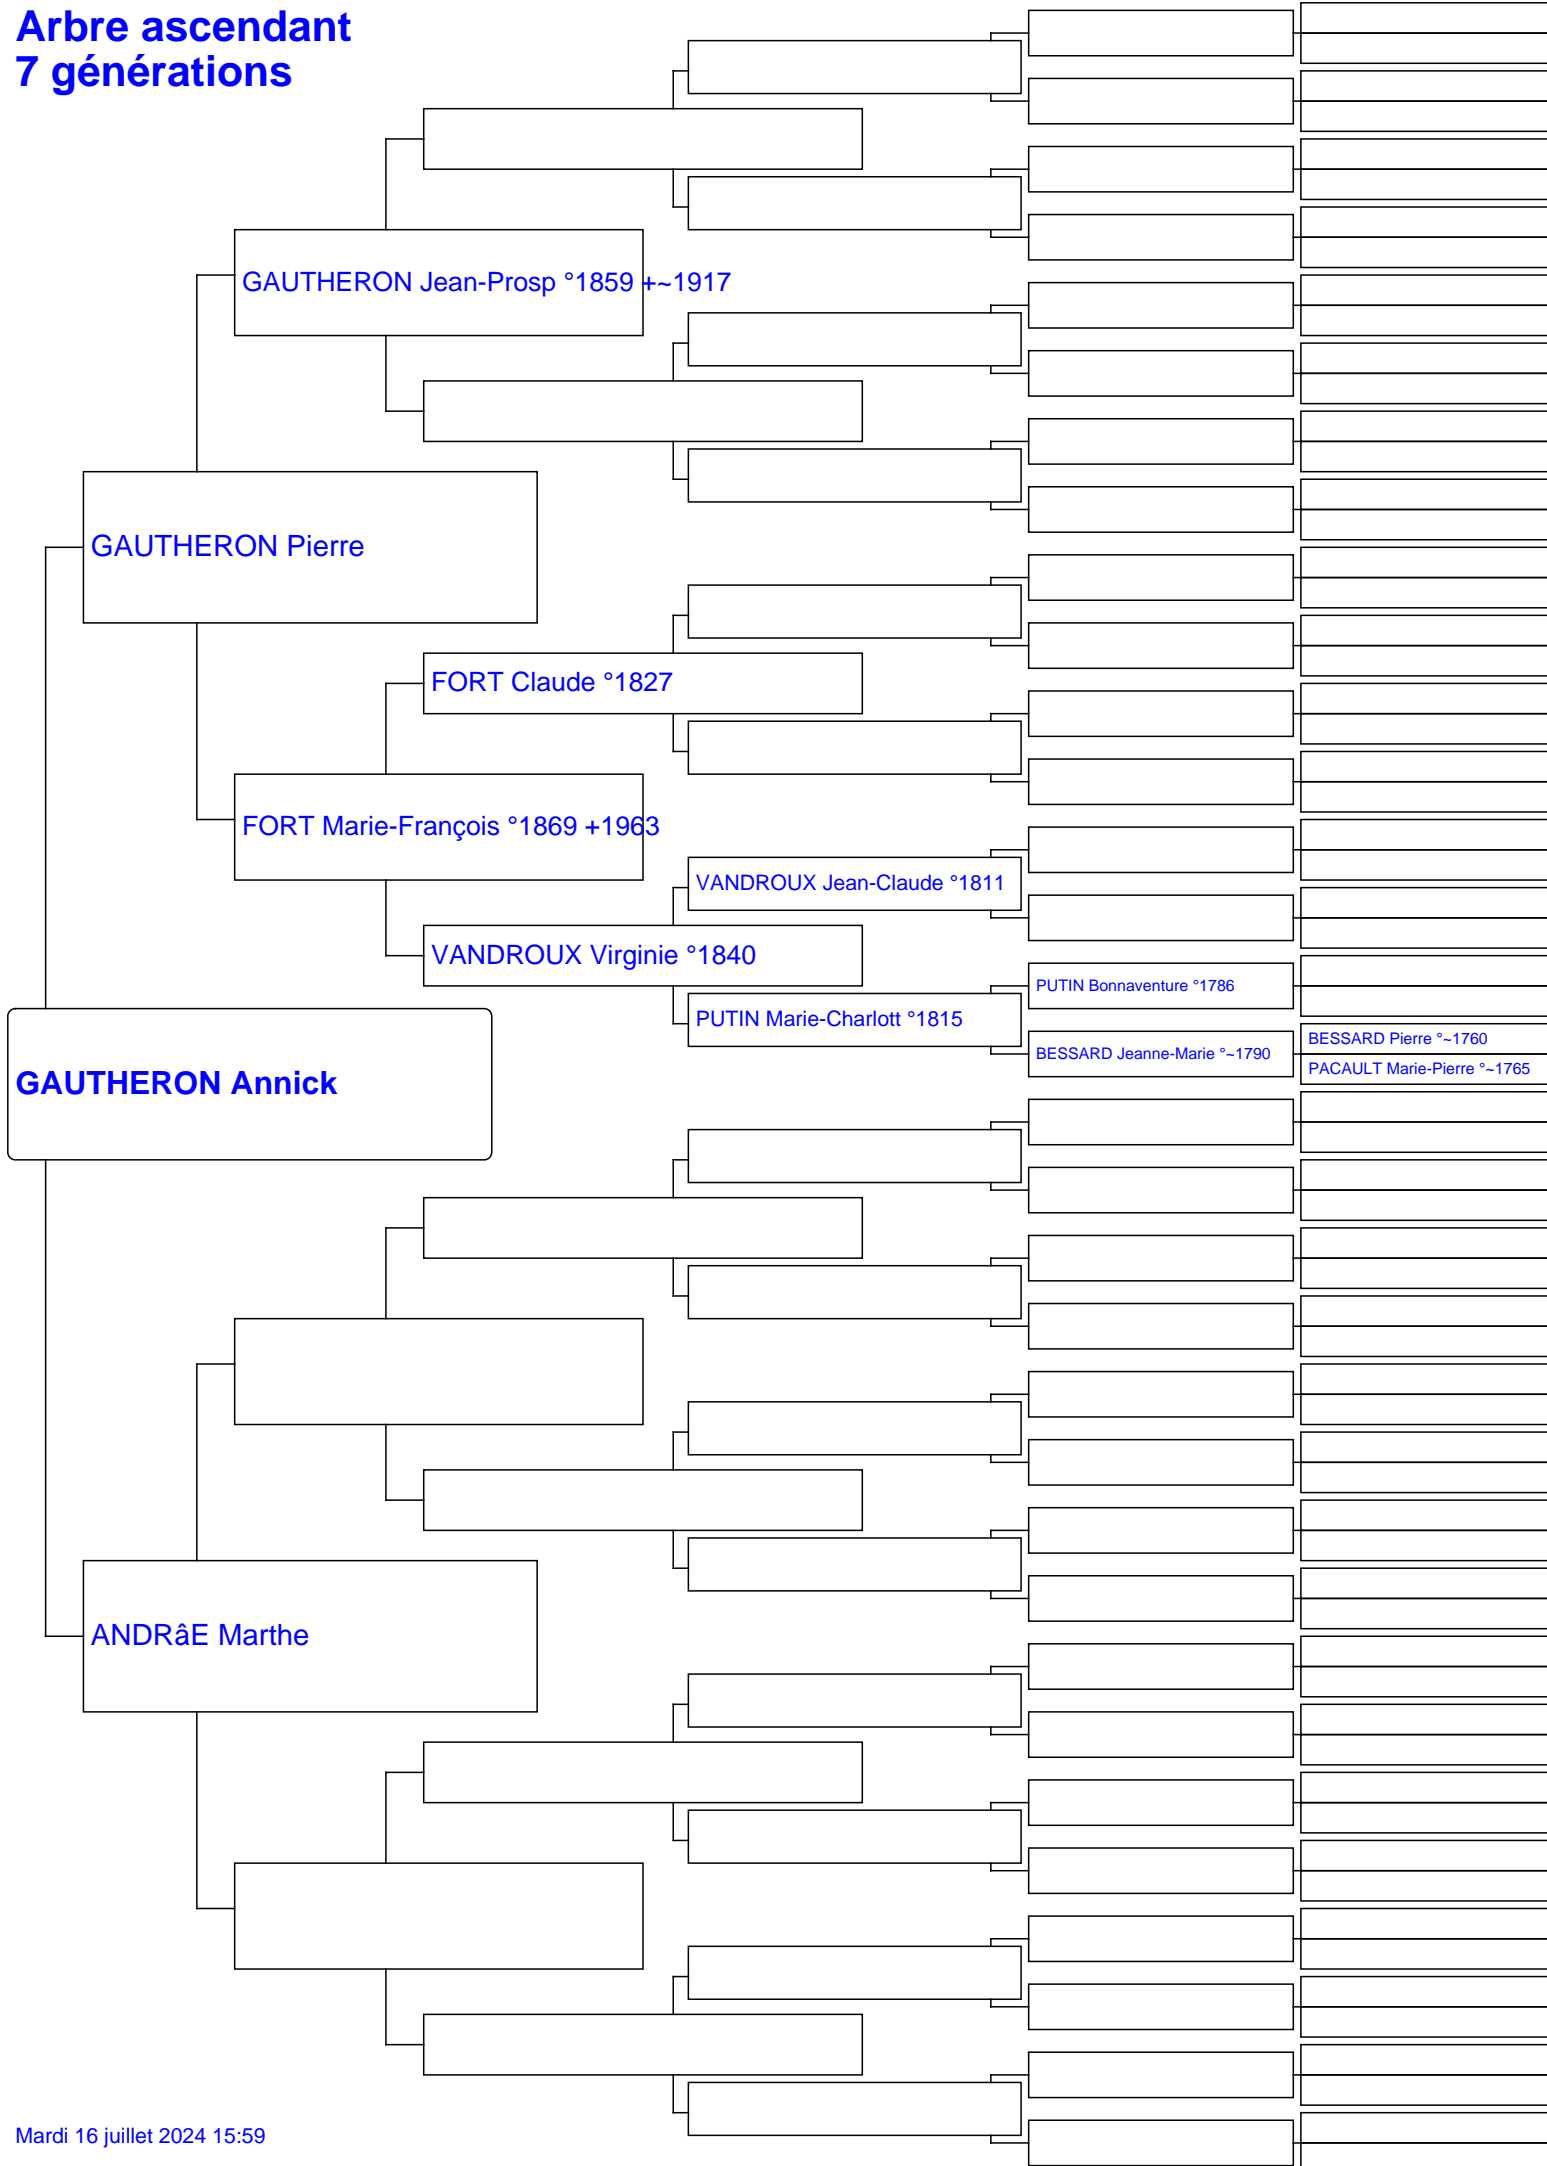 Arbre ascendant
7 générations
GAUTHERON Jean-Prosp °1859 +~1917
GAUTHERON Pierre
FORT Claude °1827
FORT Marie-François °1869 +1963
VANDROUX Jean-Claude °1811
VANDROUX Virginie °1840
PUTIN Bonnaventure °1786
PUTIN Marie-Charlott °1815
BESSARD Pierre °~1760
BESSARD Jeanne-Marie °~1790
PACAULT Marie-Pierre °~1765
GAUTHERON Annick
ANDRâE Marthe
Mardi 16 juillet 2024 15:59